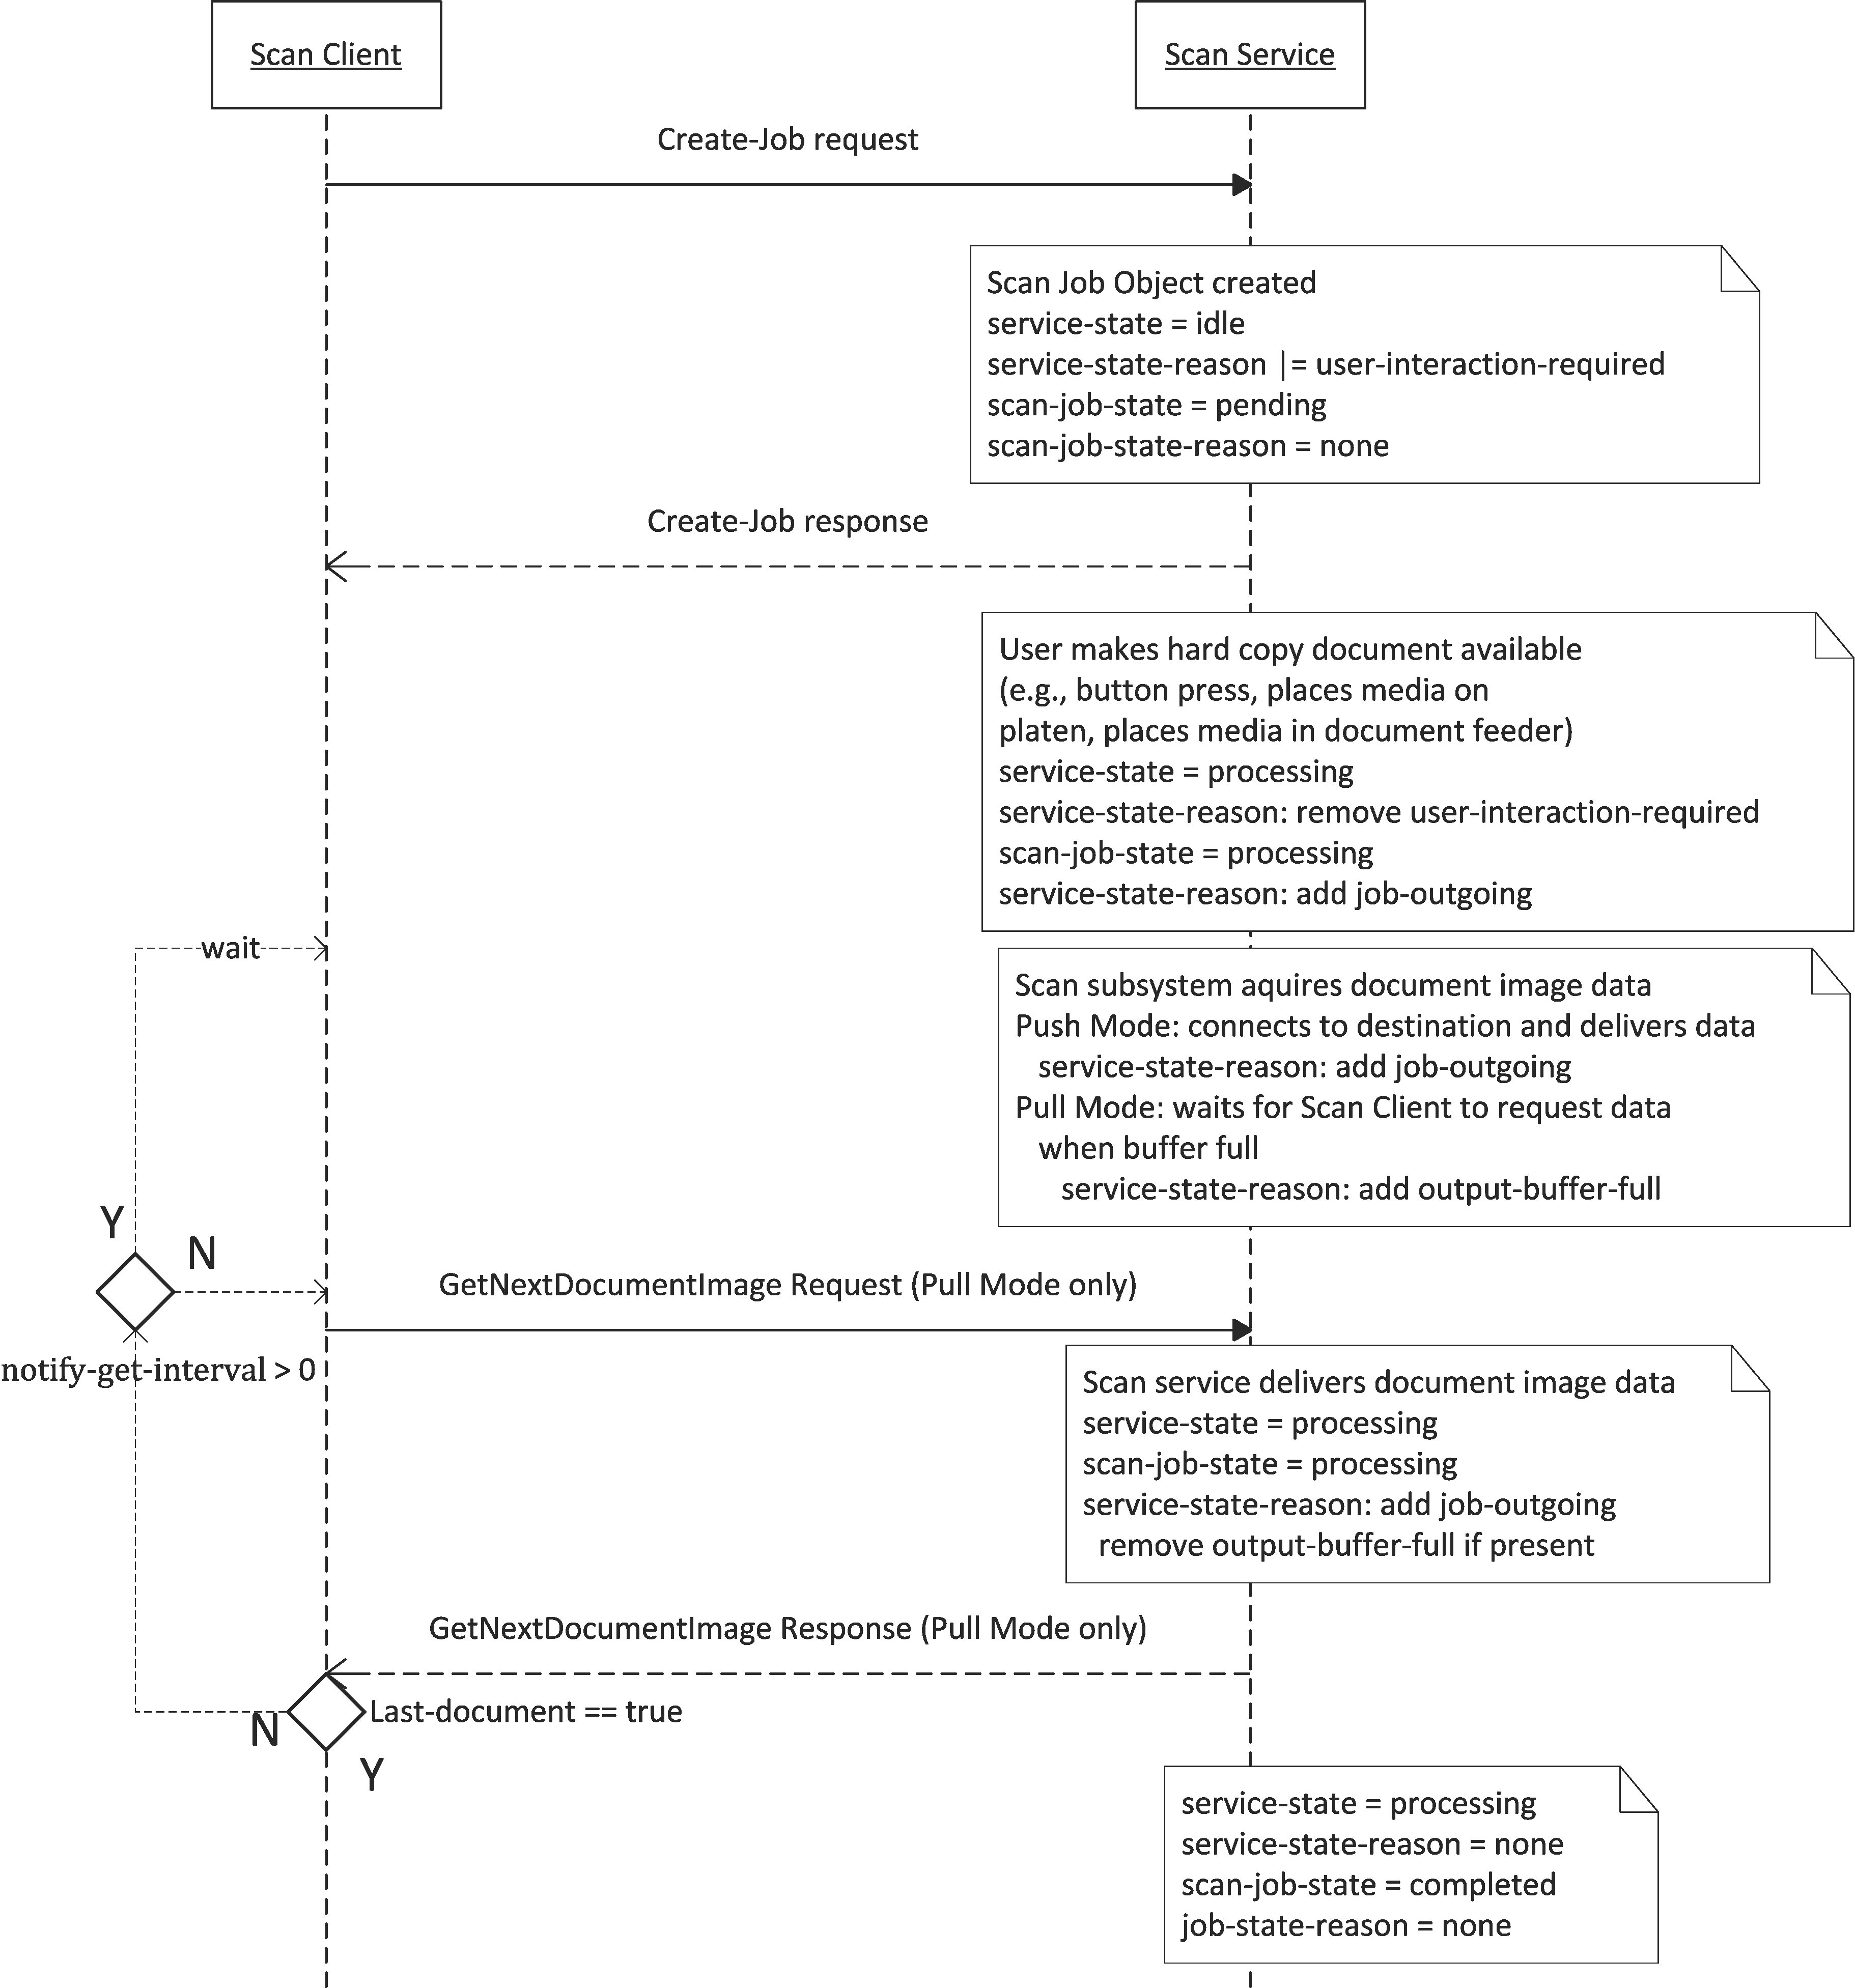 Scan Client
Scan Service
Create-Job request
Scan Job Object created
service-state = idle
service-state-reason |= user-interaction-required
scan-job-state = pending
scan-job-state-reason = none
Create-Job response
User makes hard copy document available
(e.g., button press, places media on
platen, places media in document feeder)
service-state = processing
service-state-reason: remove user-interaction-required
scan-job-state = processing
service-state-reason: add job-outgoing
wait
Scan subsystem aquires document image data
Push Mode: connects to destination and delivers data
service-state-reason: add job-outgoing
Pull Mode: waits for Scan Client to request data
when buffer full
service-state-reason: add output-buffer-full
Y
N
GetNextDocumentImage Request (Pull Mode only)
notify-get-interval > 0
Scan service delivers document image data
service-state = processing
scan-job-state = processing
service-state-reason: add job-outgoing
remove output-buffer-full if present
GetNextDocumentImage Response (Pull Mode only)
Last-document == true
N
Y
service-state = processing
service-state-reason = none
scan-job-state = completed
job-state-reason = none